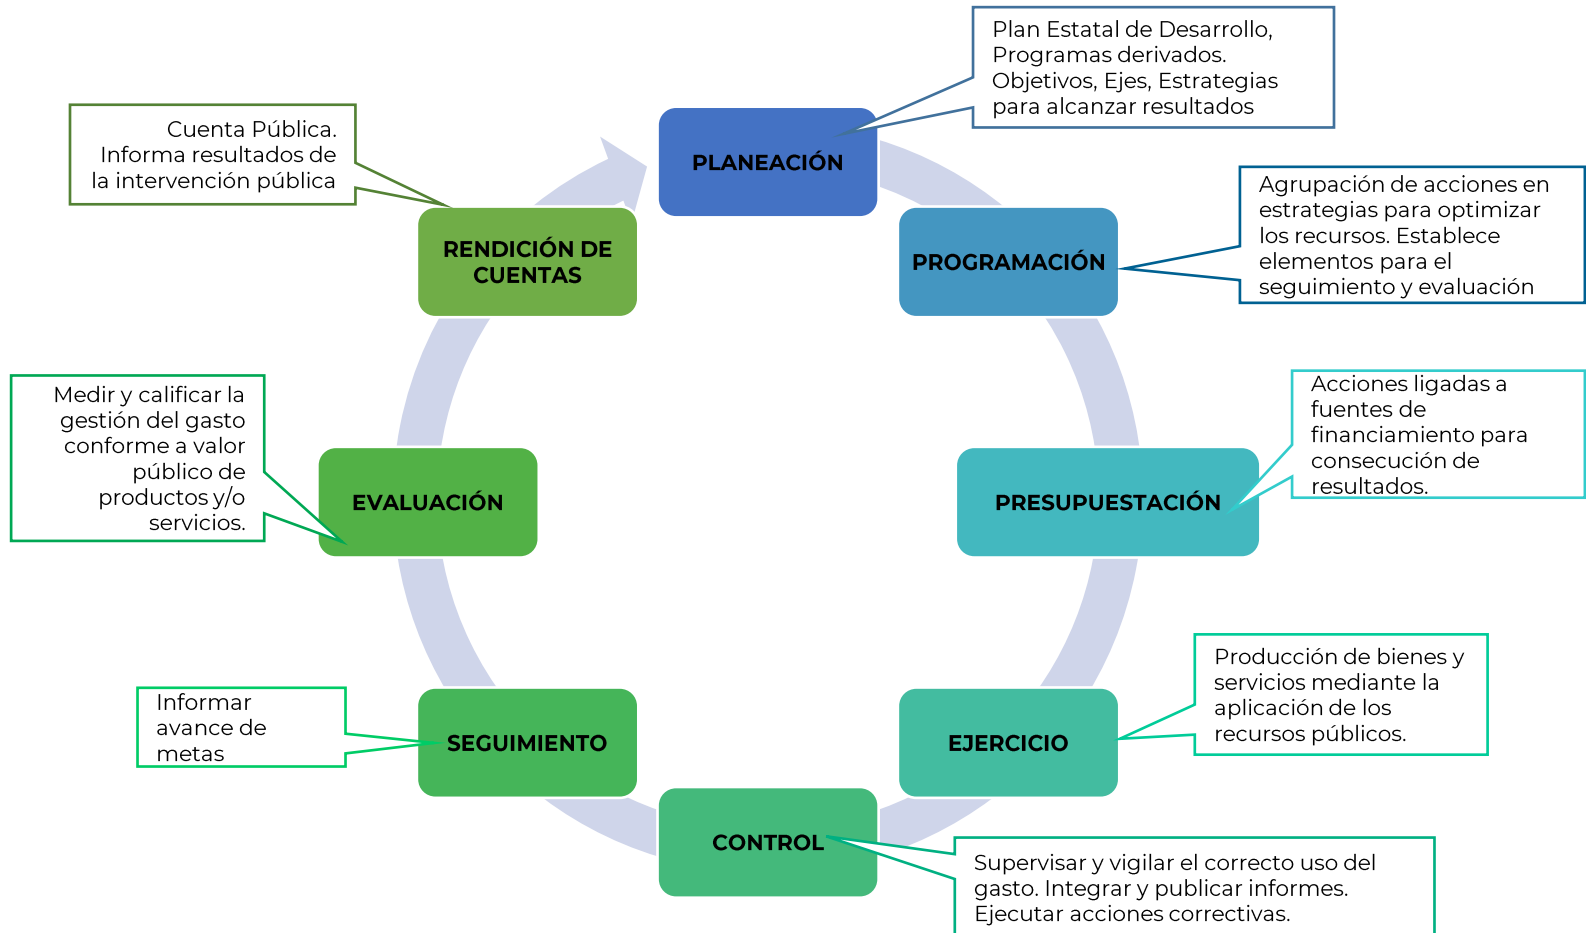 PLANEACIÓN
Plan Estatal de Desarrollo,
Programas derivados.
Objetivos, Ejes, Estrategias
para alcanzar resultados
PROGRAMACIÓN
Agrupación de acciones en
estrategias para optimizar
los recursos. Establece
elementos para el
seguimiento y evaluación
PRESUPUESTACIÓN
Acciones ligadas a
fuentes de
financiamiento para
consecución de
resultados.
EJERCICIO
Producción de bienes y
servicios mediante la
aplicación de los
recursos públicos.
CONTROL
Supervisar y vigilar el correcto uso del
gasto. Integrar y publicar informes.
Ejecutar acciones correctivas.
SEGUIMIENTO
Informar
avance de
metas
EVALUACIÓN
Medir y calificar la
gestión del gasto
conforme a valor
público de
productos y/o
servicios.
RENDICIÓN DE
CUENTAS
Cuenta Pública.
Informa resultados de
la intervención pública